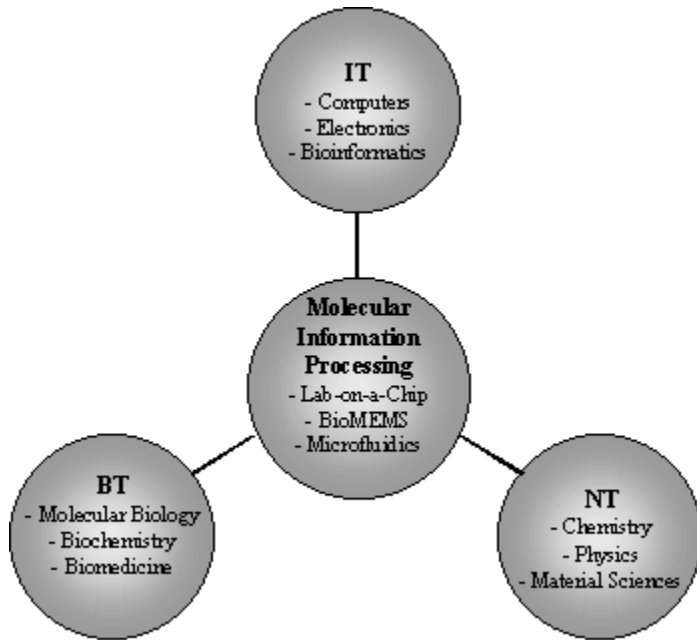 IT
- Computers
- Electronics
- Bioinformatics
Molecular
Information
Processing
- Lab-on-a-Chip
- BioMEMS
- Microfluidics
BT
- Molecular Biology
- Biochemistry
- Biomedicine
NT
- Chemistry
- Physics
- Material Sciences